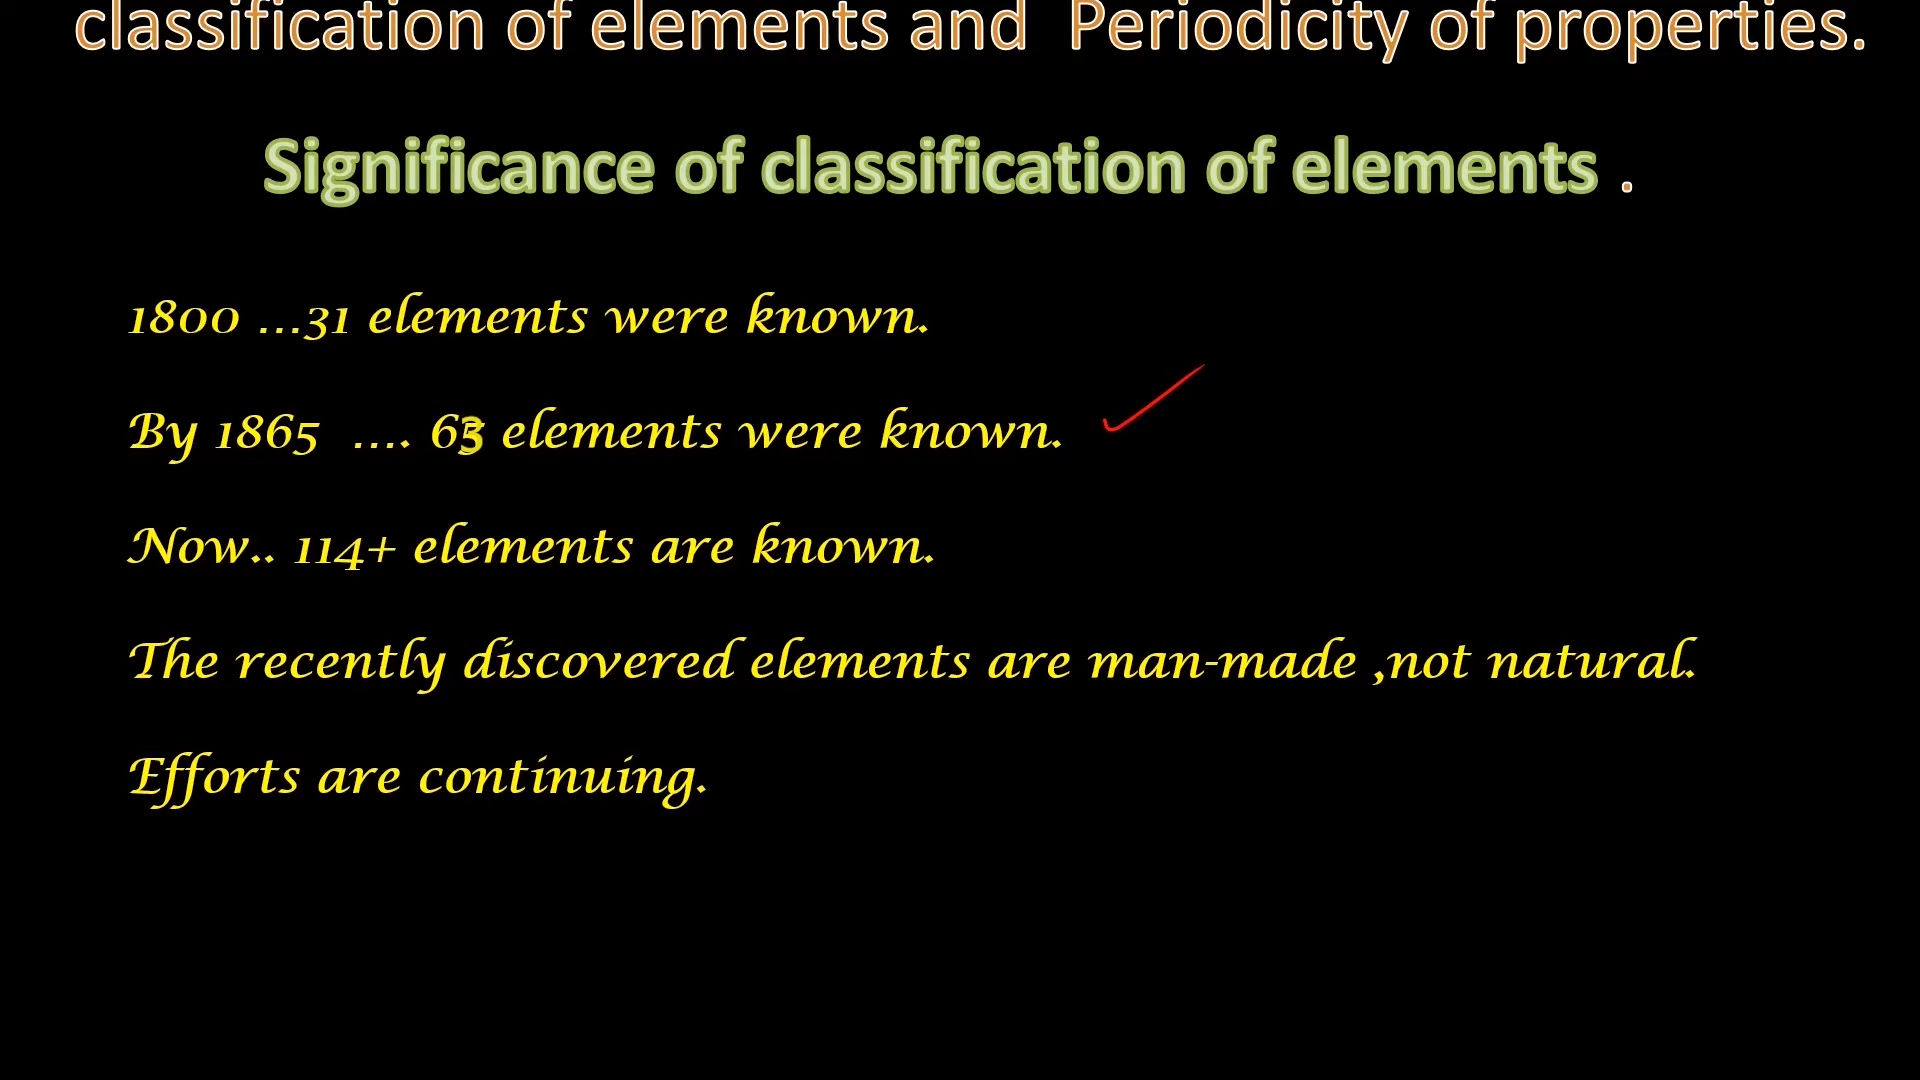 classification of elements and Periodicity of properties.
Significance of classification of elements .
1800 ...31 elements were known.
By 1865 .... 63 elements were known.
Now.. 114+ elements are known.
The recently discovered elements are man-made ,not natural.
Efforts are continuing.